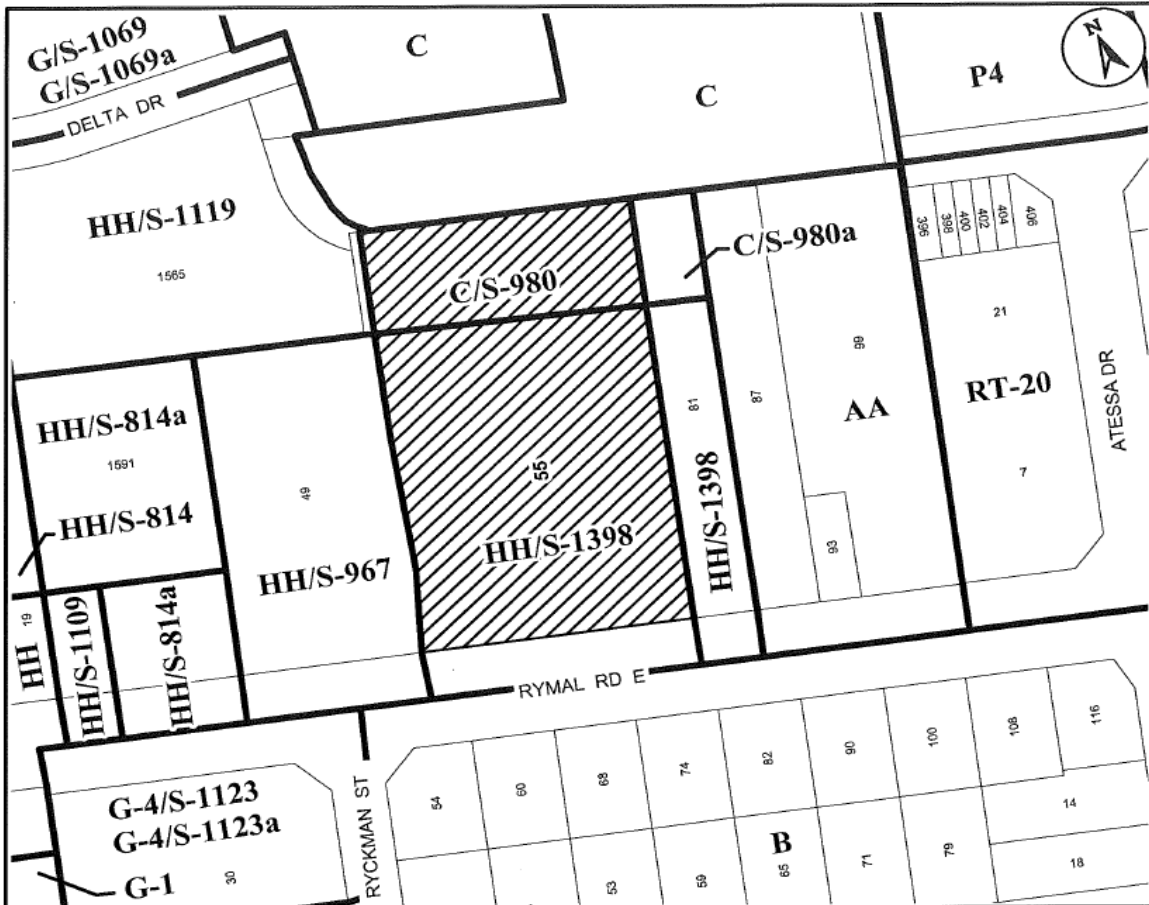 G/S-1069
G/S-1069a
DELTA DR
C
C
P4
N
HH/S-1119
1565
C/S-980
C/S-980a
396
398
400
402
404
406
21
RT-20
7
ATESSA DR
99
AA
87
81
93
HH/S-1398
55
HH/S-1398
49
HH/S-967
HH/S-814a
1591
HH/S-814
19
HH
HH/S-1109
HH/S-814a
RYMAL RD E
RYCKMAN ST
G-4/S-1123
G-4/S-1123a
G-1
30
54
60
68
74
82
90
100
108
116
B
53
59
65
71
79
14
18